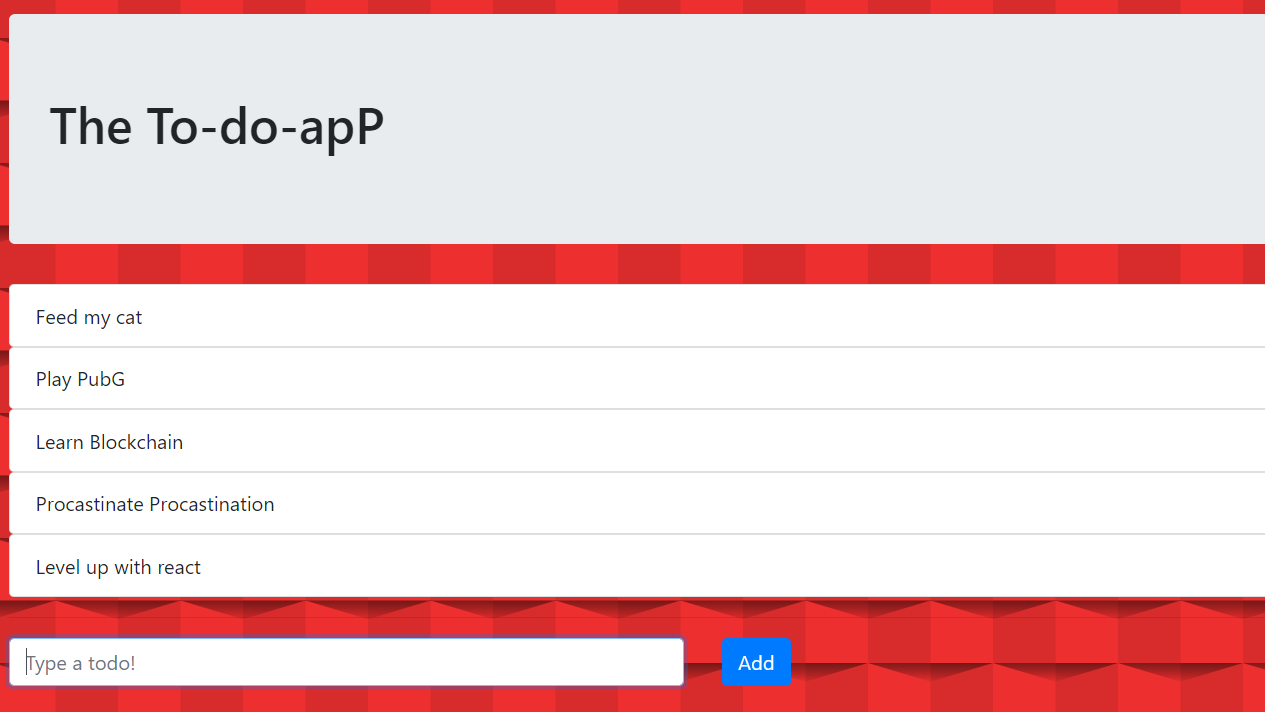 The To-do-apP
Feed my cat
Play PubG
Learn Blockchain
Procastinate Procastination
Level up with react
Type a todo!
Add